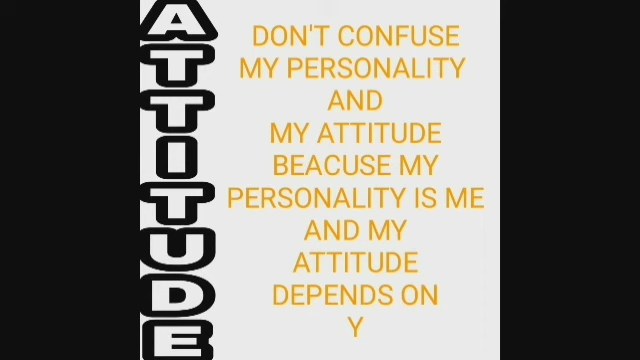 ATTITUDE
DON'T CONFUSE
MY PERSONALITY
AND
MY ATTITUDE
BEACUSE MY
PERSONALITY IS ME
AND MY
ATTITUDE
DEPENDS ON
Y